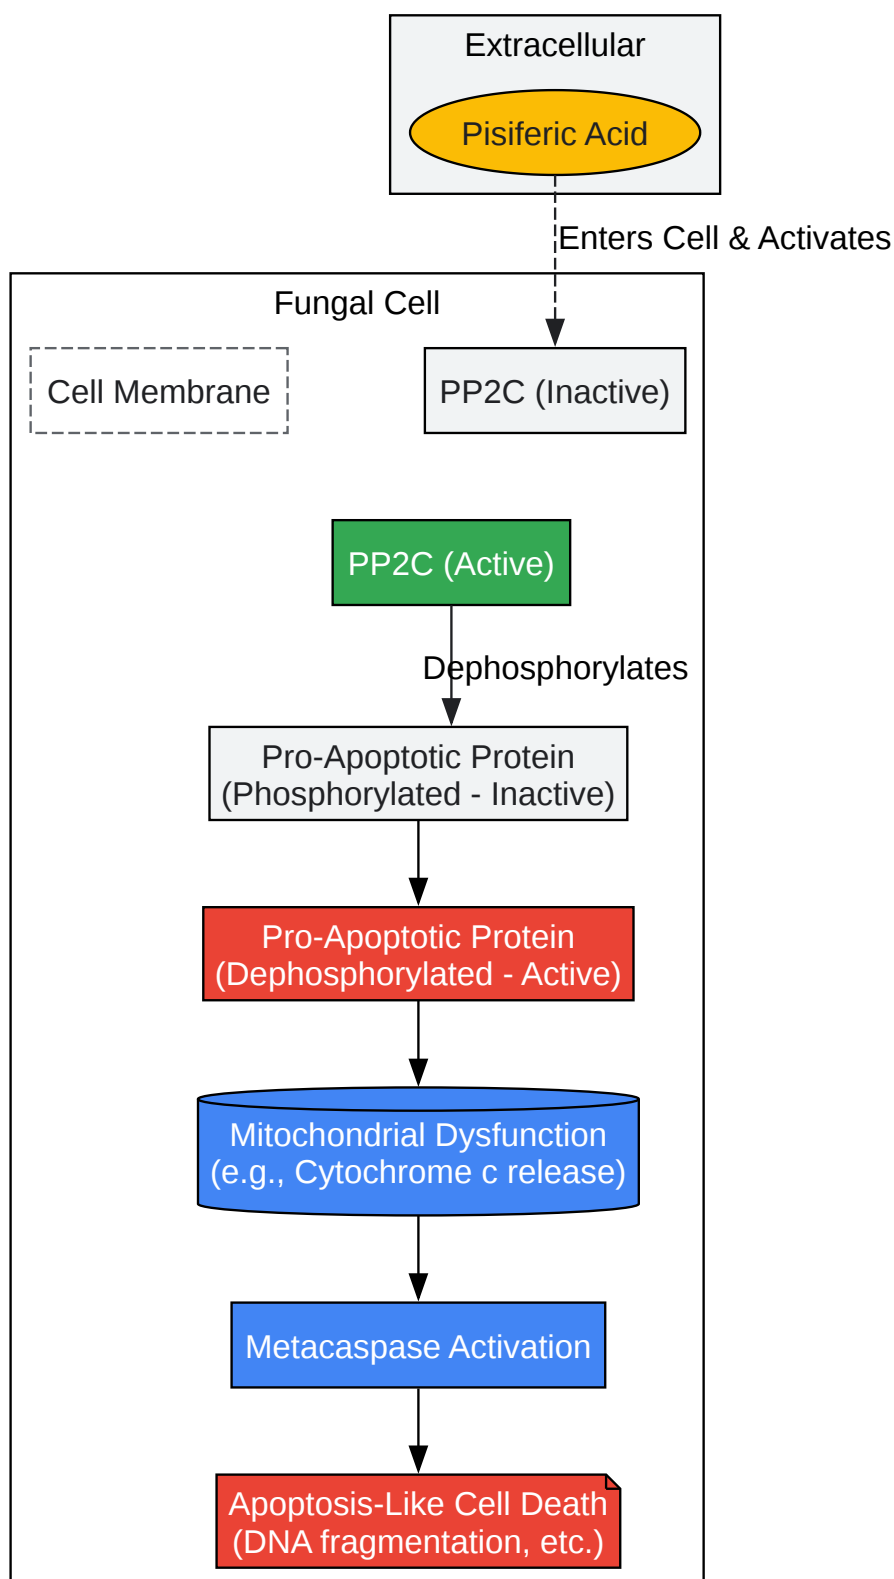 Extracellular
Pisiferic Acid
Enters Cell & Activates
Fungal Cell
Cell Membrane
PP2C (Inactive)
PP2C (Active)
Dephosphorylates
Pro-Apoptotic Protein
(Phosphorylated - Inactive)
Pro-Apoptotic Protein
(Dephosphorylated - Active)
Mitochondrial Dysfunction
(e.g., Cytochrome c release)
Metacaspase Activation
Apoptosis-Like Cell Death
(DNA fragmentation, etc.)